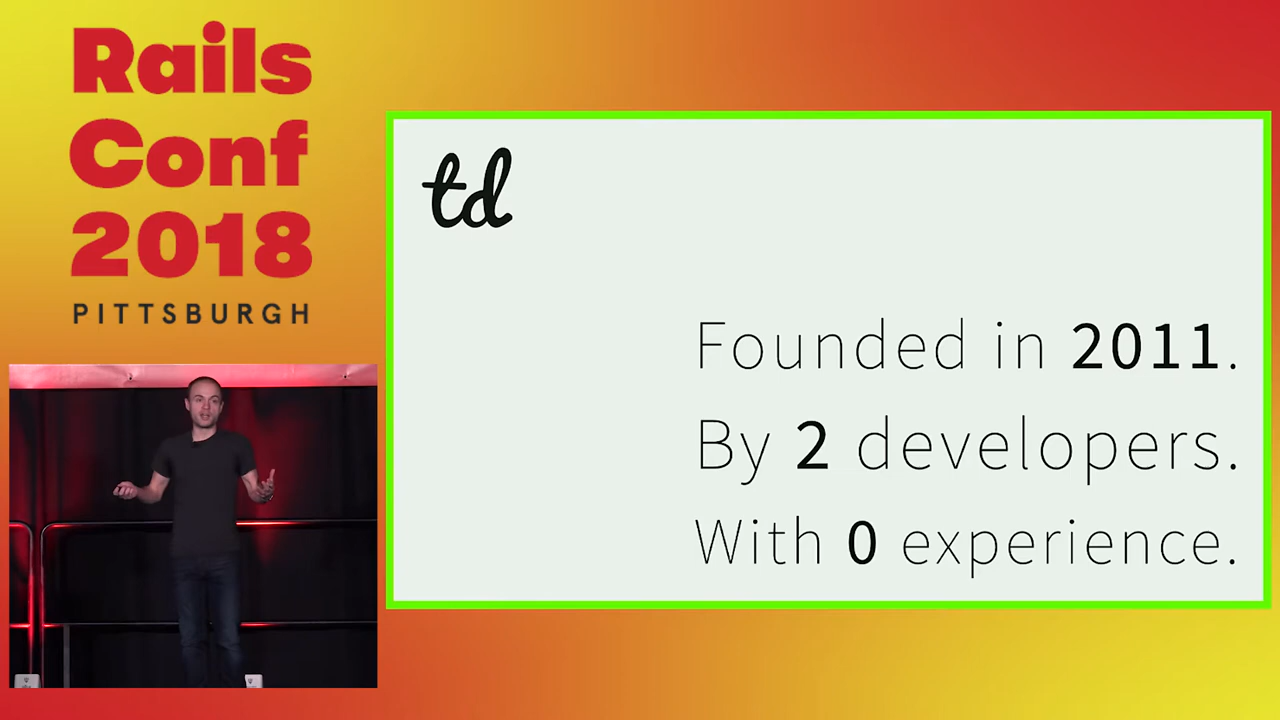 Rails
Conf
2018
PITTSBURGH
td
Founded in 2011.
By 2 developers.
With 0 experience.